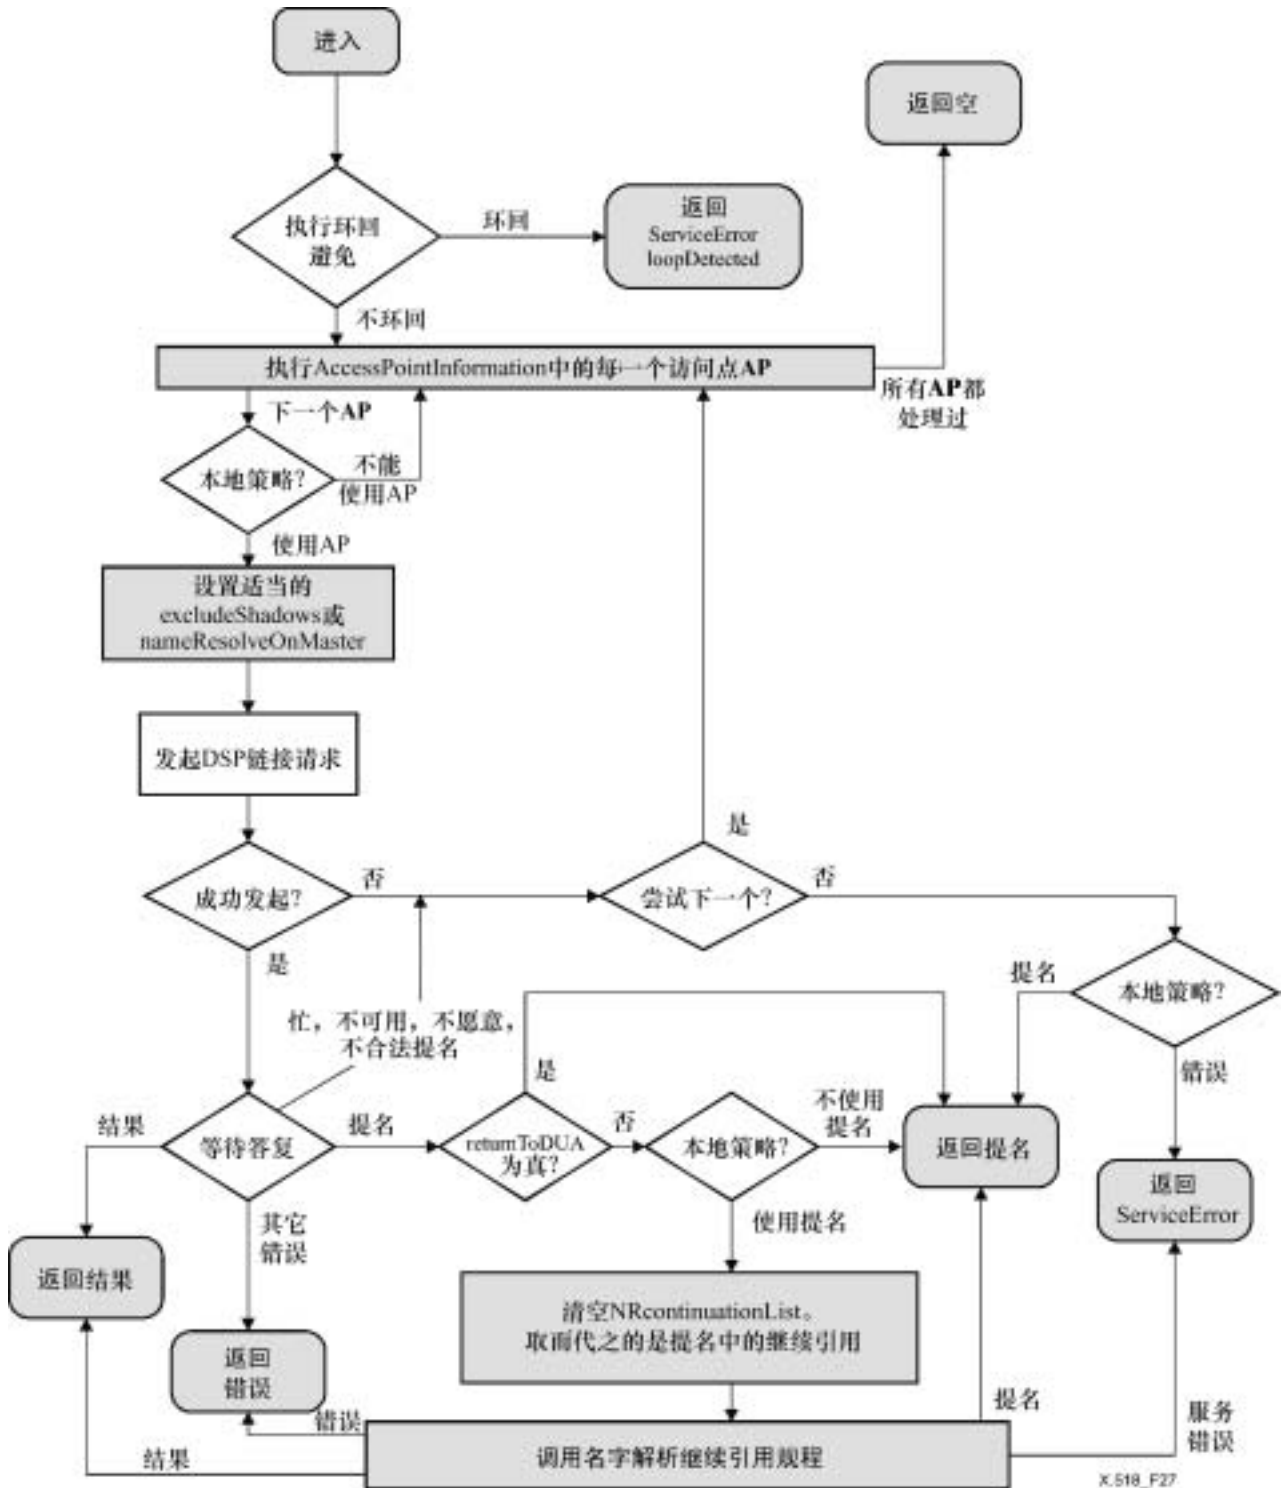 进入
返回空
执行环回
避免
环回
返回
ServiceError
loopDetected
不环回
执行AccessPointInformation中的每一个访问点AP
所有AP都
处理过
下一个AP
本地策略?
不能
使用AP
使用AP
设置适当的
excludeShadows或
nameResolveOnMaster
发起DSP链接请求
是
成功发起?
否
尝试下一个?
否
是
提名
本地策略?
忙，不可用，不愿意，
不合法提名
是
错误
结果
等待答复
提名
returnToDUA
为真?
否
本地策略?
不使用
提名
返回提名
返回
ServiceError
其它
错误
使用提名
返回结果
清空NRcontinuationList。
取而代之的是提名中的继续引用
返回
错误
提名
服务
错误
错误
结果
调用名字解析继续引用规程
X.518_F27